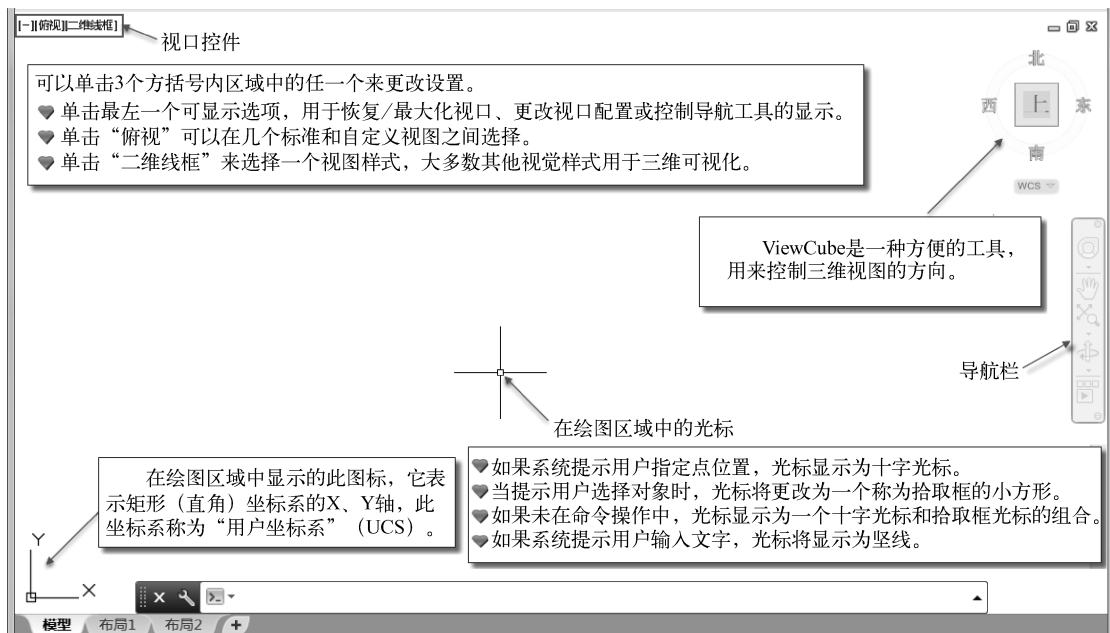 [-][俯视][二维线框]
视口控件
可以单击3个方括号内区域中的任一个来更改设置。
单击最左一个可显示选项，用于恢复/最大化视口、更改视口配置或控制导航工具的显示。
单击“俯视”可以在几个标准和自定义视图之间选择。
单击“二维线框”来选择一个视图样式，大多数其他视觉样式用于三维可视化。
北
西
上
东
南
WCS
ViewCube是一种方便的工具，
用来控制三维视图的方向。
导航栏
在绘图区域中的光标
在绘图区域中显示的此图标，它表
示矩形（直角）坐标系的X、Y轴，此
坐标系称为“用户坐标系”（UCS）。
如果系统提示用户指定点位置，光标显示为十字光标。
当提示用户选择对象时，光标将更改为一个称为拾取框的小方形。
如果未在命令操作中，光标显示为一个十字光标和拾取框光标的组合。
如果系统提示用户输入文字，光标将显示为坚线。
Y
X
模型
布局1
布局2
+